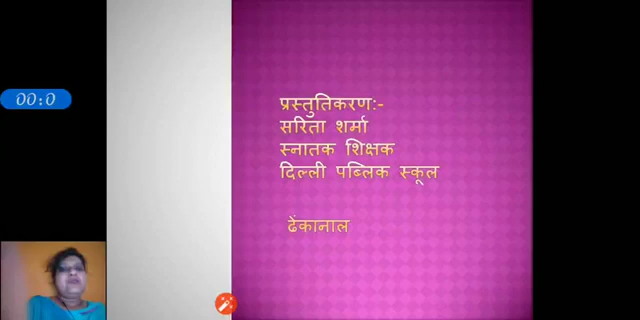 00:0
प्रस्तुतिकरण:-
सरिता शर्मा
स्नातक शिक्षक
दिल्ली पब्लिक स्कूल
ढेंकानाल